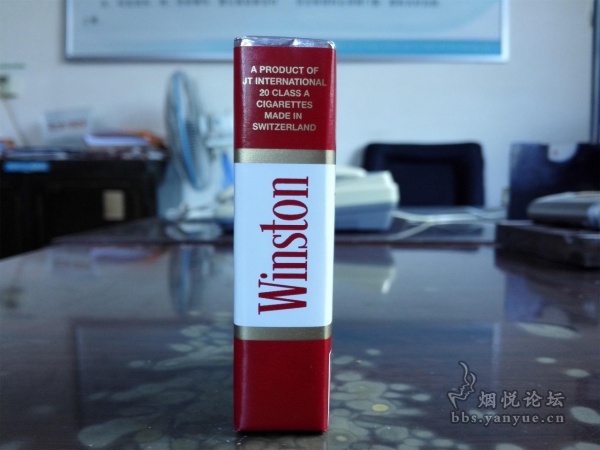 A PRODUCT OF
JT INTERNATIONAL
20 CLASS A
CIGARETTES
MADE IN
SWITZERLAND
Winston
烟悦论坛
bbs.yanyue.cn